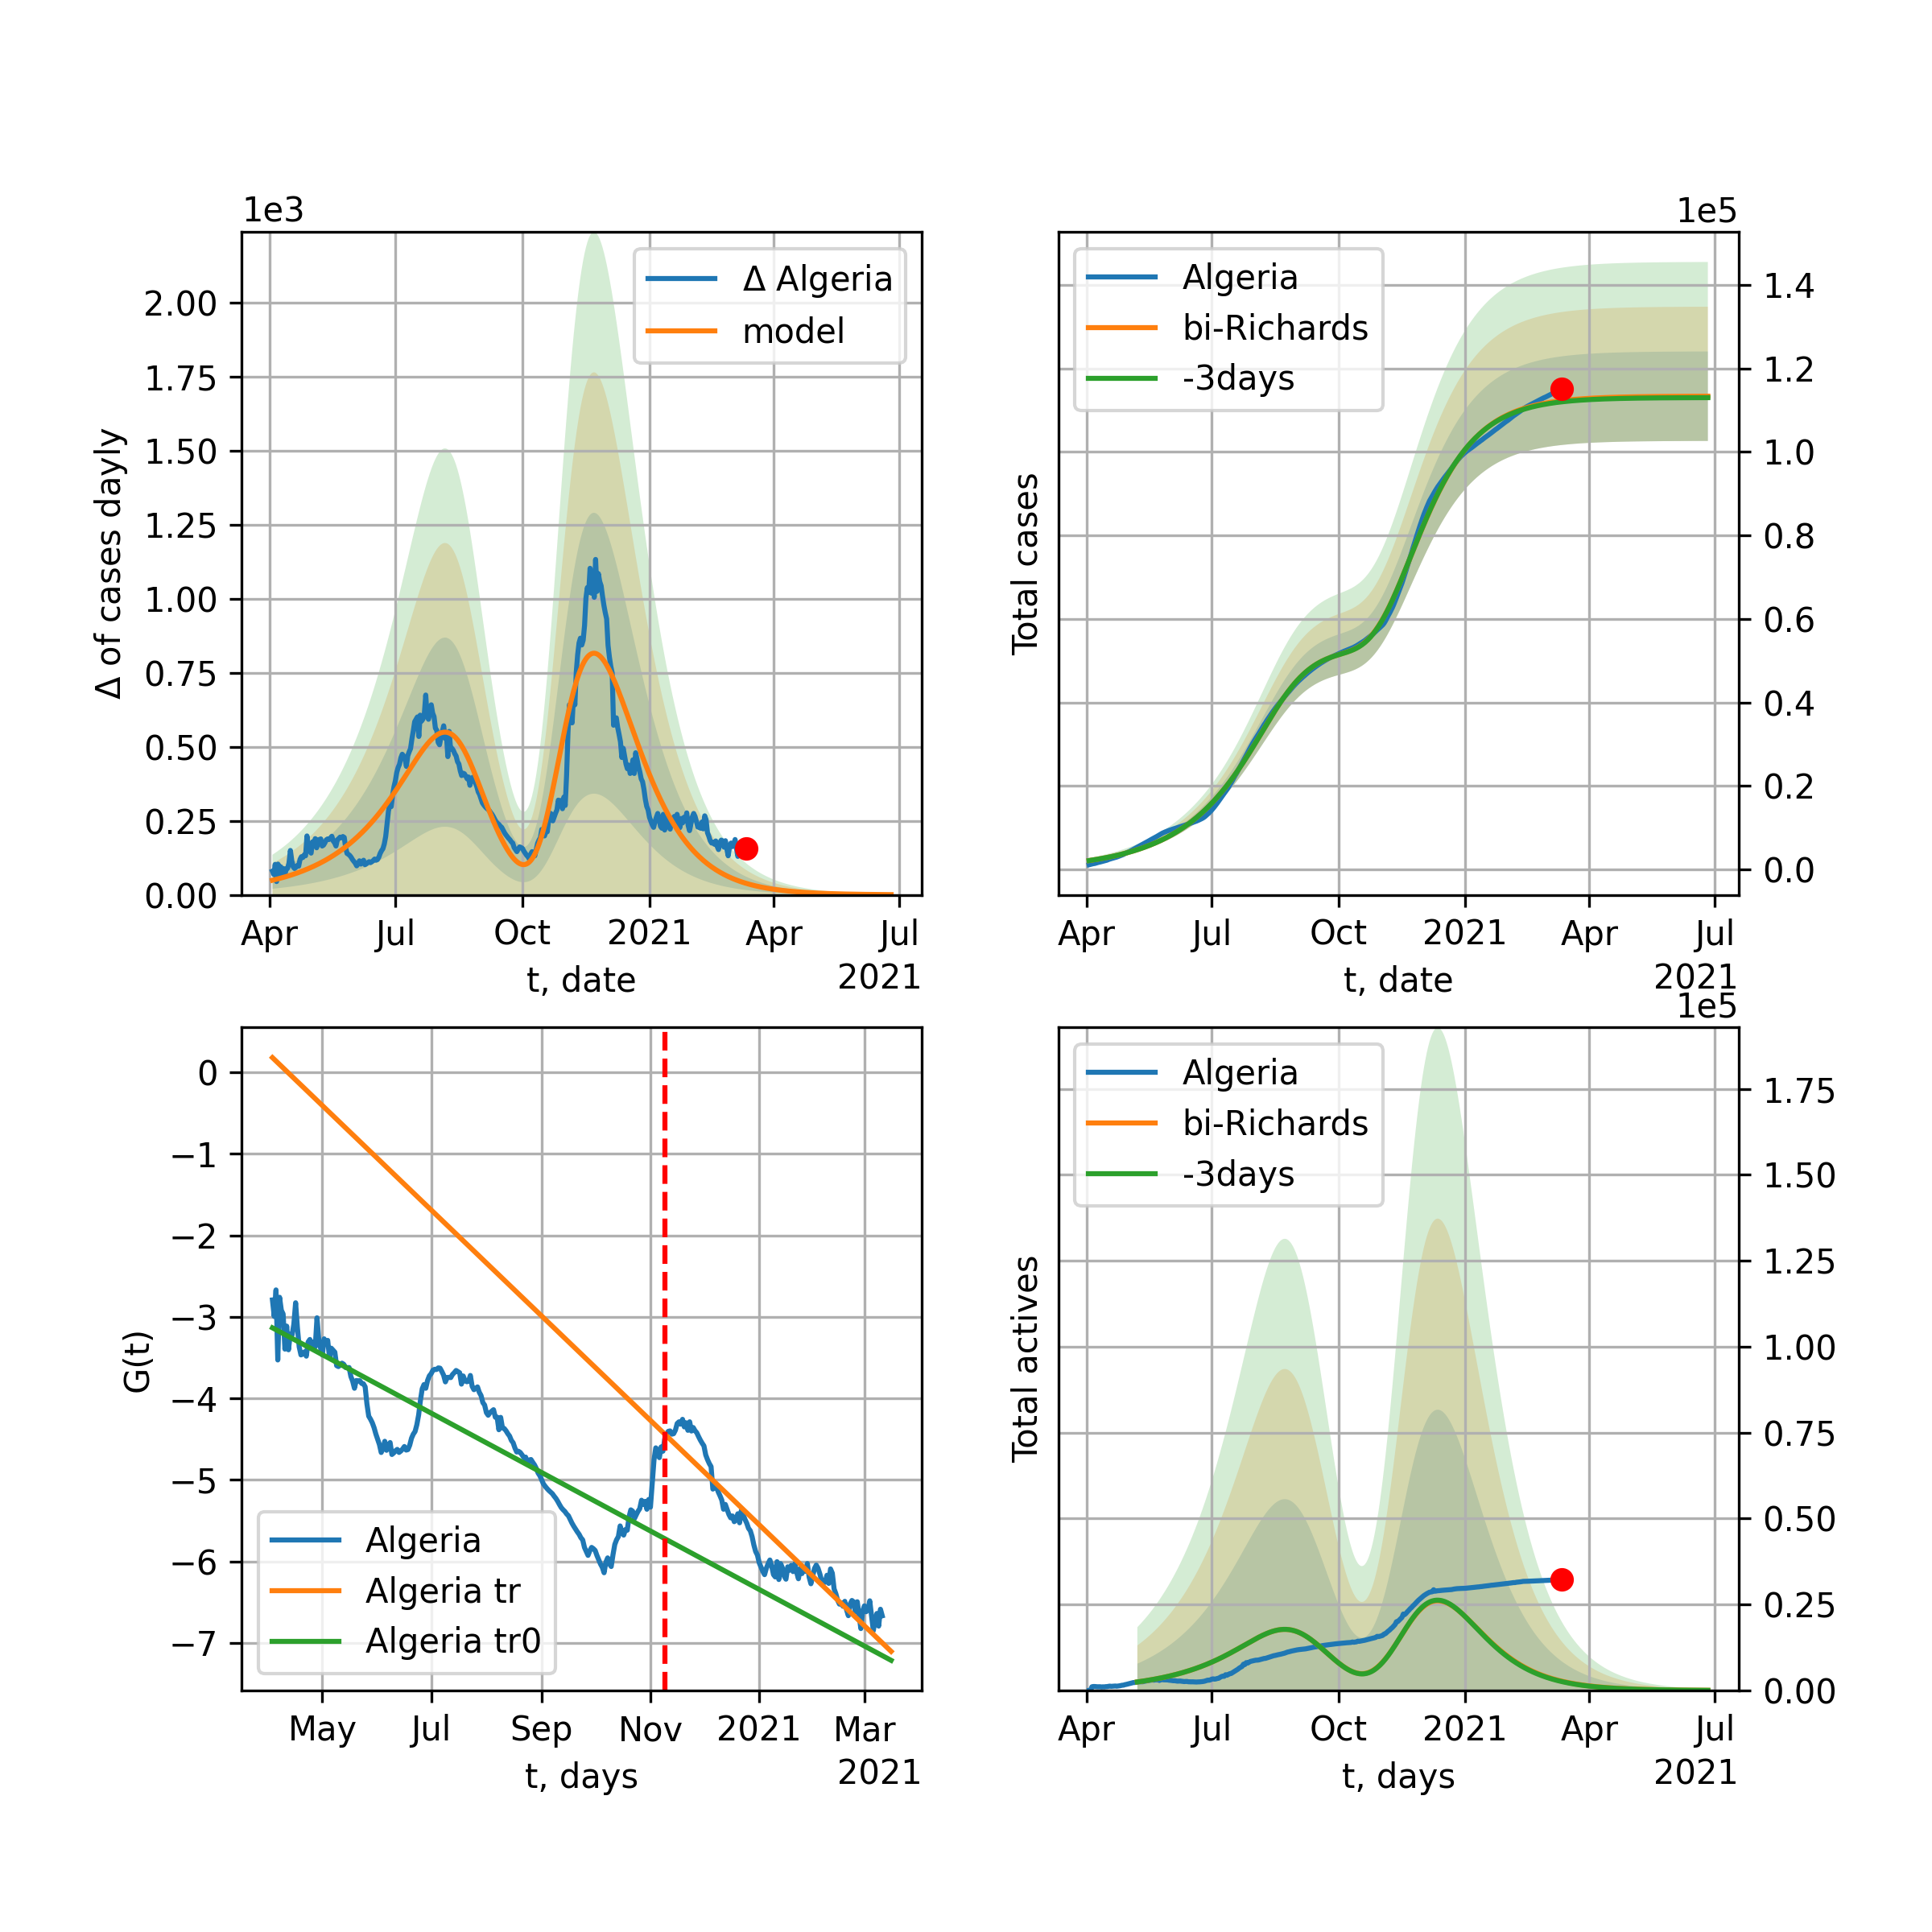 1e3
Δ of cases dayly
2.00
1.75
1.50
1.25
1.00
0.75
0.50
0.25
0.00
Δ Algeria
model
Apr Jul Oct 2021 Apr Jul
t, date
2021
1e5
Total cases
Algeria
bi-Richards
-3days
1.4
1.2
1.0
0.8
0.6
0.4
0.2
0.0
Apr Jul Oct 2021 Apr Jul
t, date
2021
G(t)
0
−1
−2
−3
−4
−5
−6
−7
Algeria
Algeria tr
Algeria tr0
May Jul Sep Nov 2021 Mar
t, days
2021
1e5
Total actives
Algeria
bi-Richards
-3days
1.75
1.50
1.25
1.00
0.75
0.50
0.25
0.00
Apr Jul Oct 2021 Apr Jul
t, days
2021